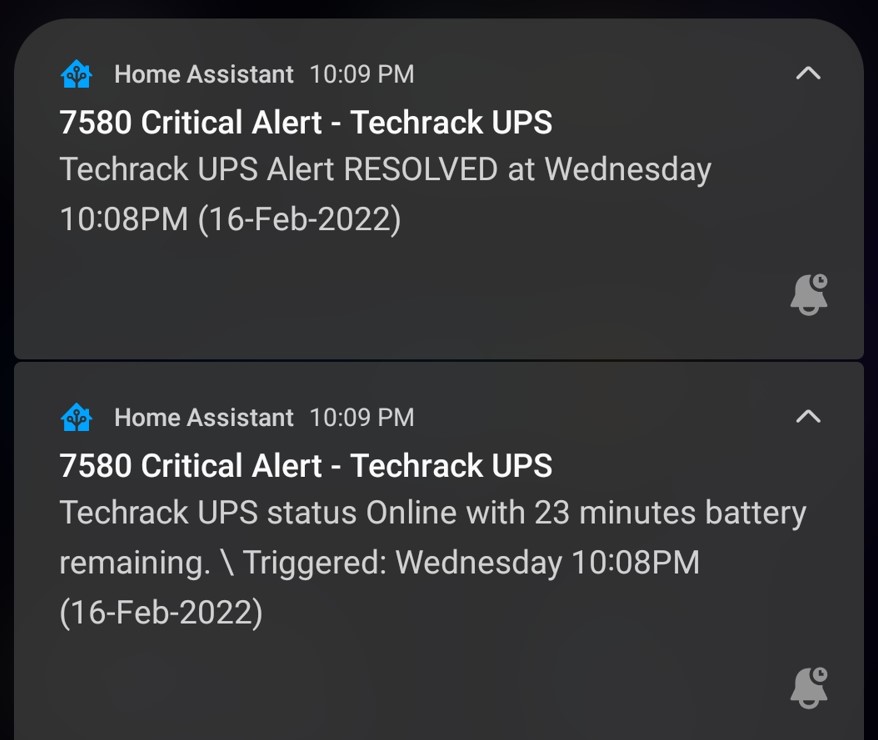 Home Assistant 10:09 PM
7580 Critical Alert - Techrack UPS
Techrack UPS Alert RESOLVED at Wednesday
10:08PM (16-Feb-2022)
Home Assistant 10:09 PM
7580 Critical Alert - Techrack UPS
Techrack UPS status Online with 23 minutes battery
remaining. \ Triggered: Wednesday 10:08PM
(16-Feb-2022)